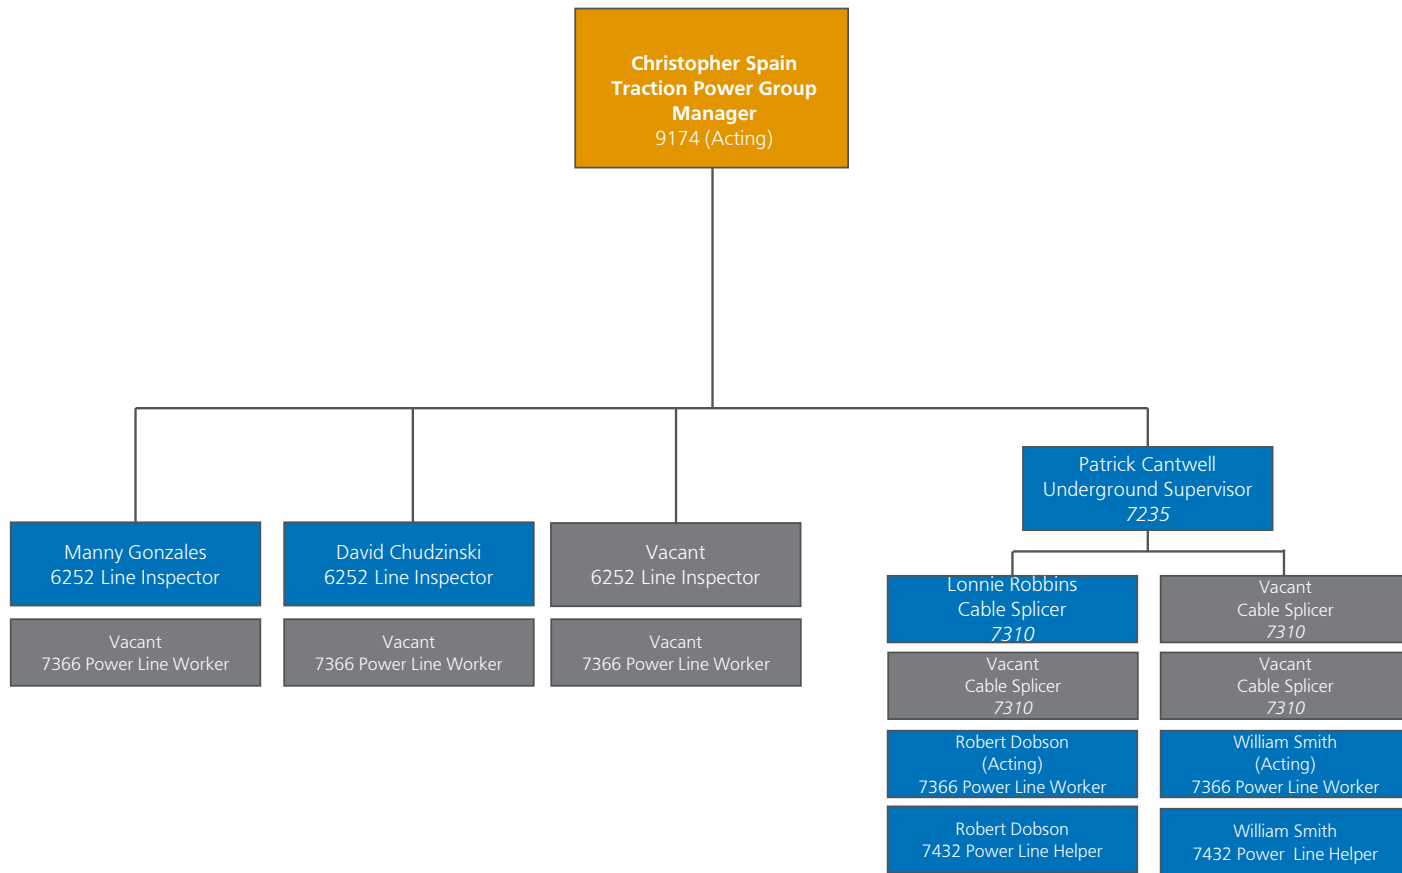 Christopher Spain
Traction Power Group
Manager
9174 (Acting)
Patrick Cantwell
Underground Supervisor
7235
Manny Gonzales
6252 Line Inspector
David Chudzinski
6252 Line Inspector
Vacant
6252 Line Inspector
Vacant
7366 Power Line Worker
Vacant
7366 Power Line Worker
Vacant
7366 Power Line Worker
Lonnie Robbins
Cable Splicer
7310
Vacant
Cable Splicer
7310
Vacant
Cable Splicer
7310
Vacant
Cable Splicer
7310
Robert Dobson
(Acting)
7366 Power Line Worker
William Smith
(Acting)
7366 Power Line Worker
Robert Dobson
7432 Power Line Helper
William Smith
7432 Power  Line Helper